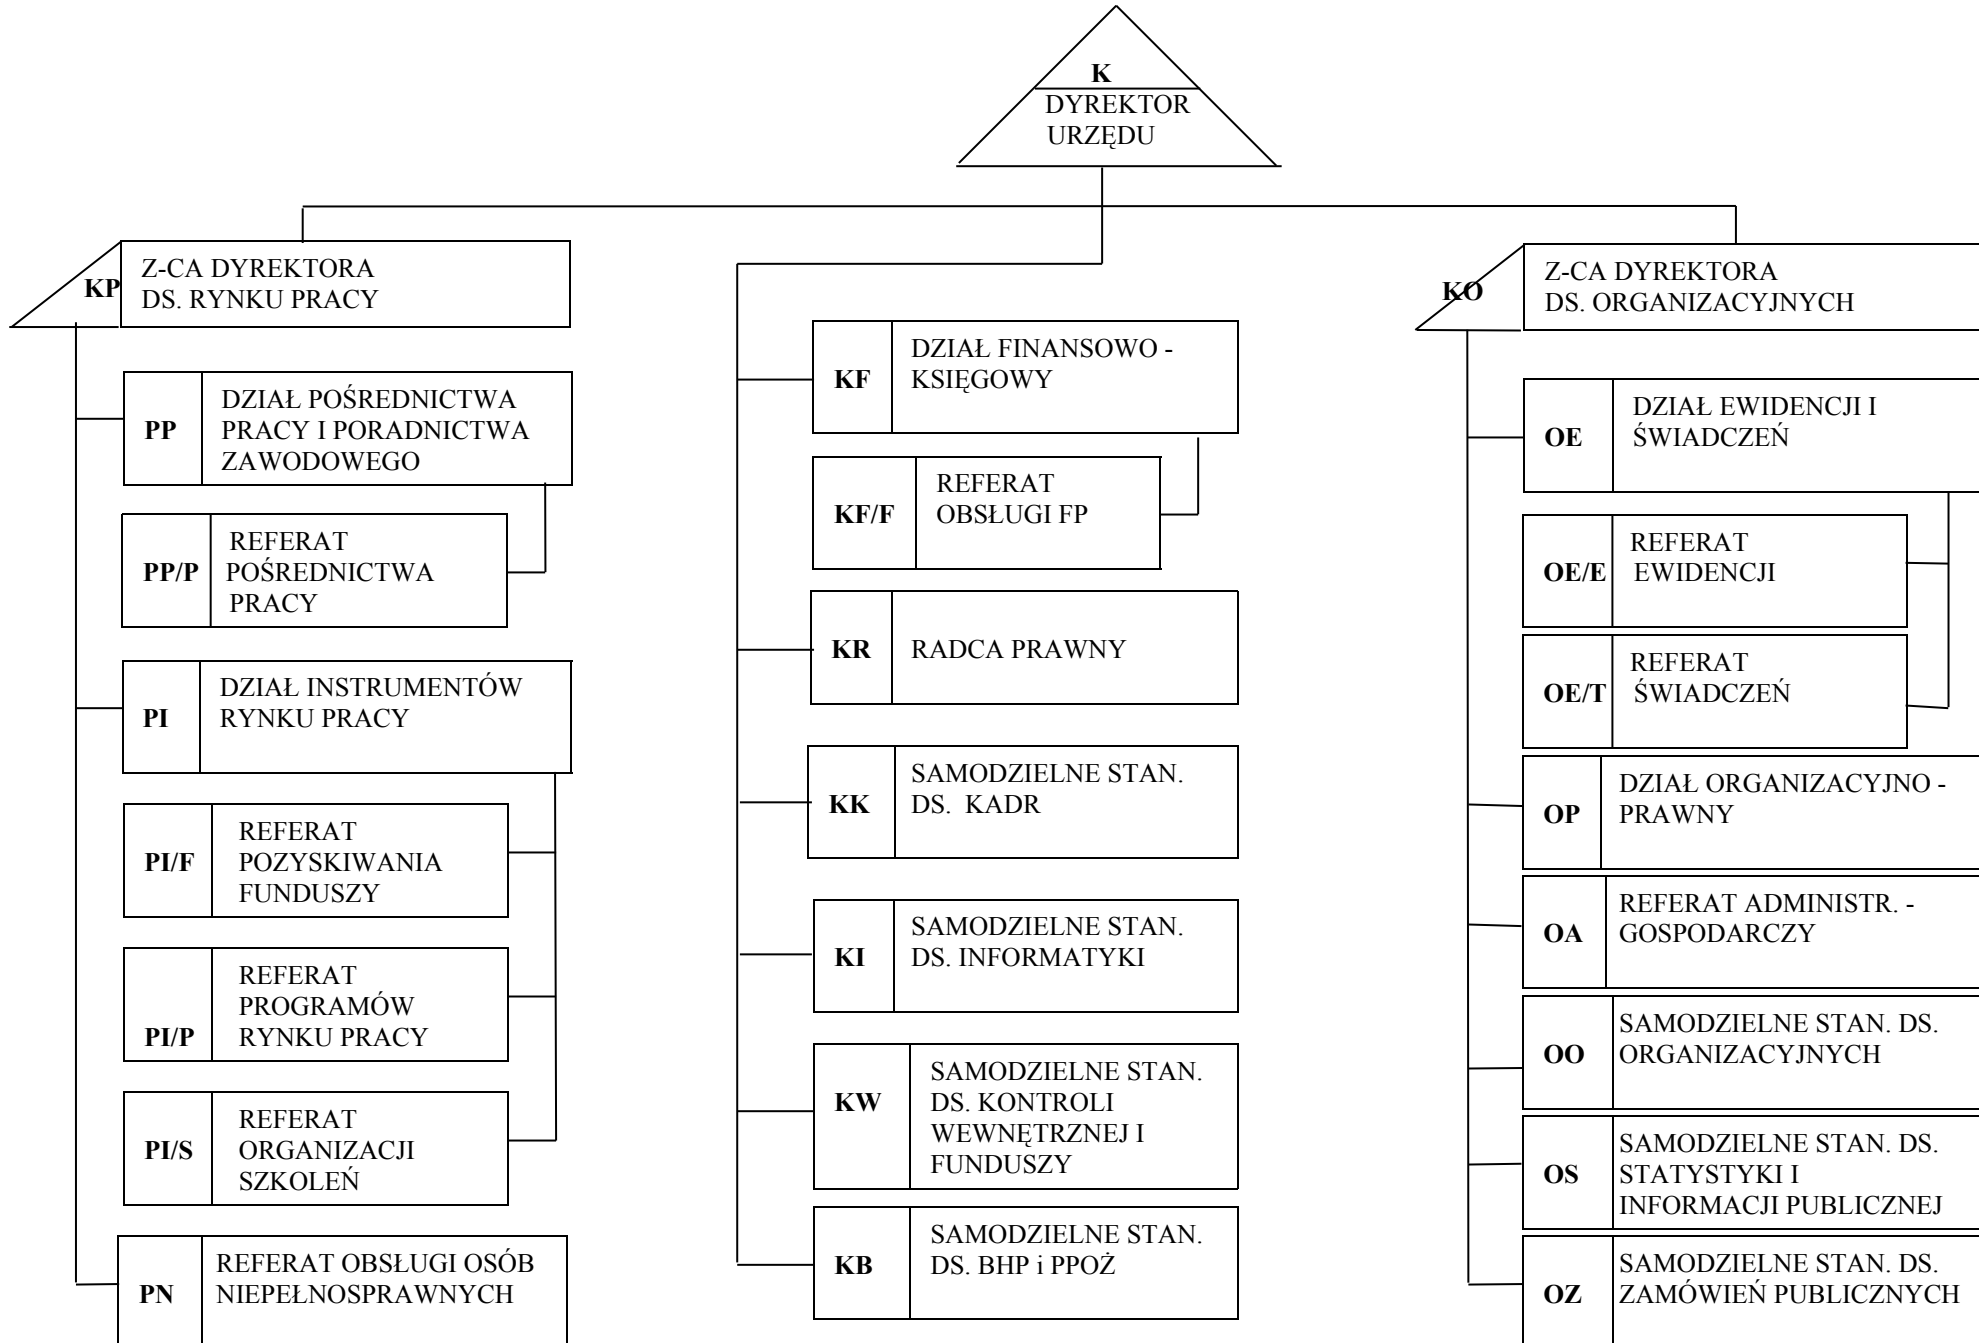 K
DYREKTOR
URZĘDU
KP
Z-CA DYREKTORA
DS. RYNKU PRACY
PP
DZIAŁ POŚREDNICTWA
PRACY I PORADNICTWA
ZAWODOWEGO
PP/P
REFERAT
POŚREDNICTWA
PRACY
PI
DZIAŁ INSTRUMENTÓW
RYNKU PRACY
PI/F
REFERAT
POZYSKIWANIA
FUNDUSZY
PI/P
REFERAT
PROGRAMÓW
RYNKU PRACY
PI/S
REFERAT
ORGANIZACJI
SZKOLEŃ
PN
REFERAT OBSŁUGI OSÓB
NIEPEŁNOSPRAWNYCH
KF
DZIAŁ FINANSOWO -
KSIĘGOWY
KF/F
REFERAT
OBSŁUGI FP
KR
RADCA PRAWNY
KK
SAMODZIELNE STAN.
DS. KADR
KI
SAMODZIELNE STAN.
DS. INFORMATYKI
KW
SAMODZIELNE STAN.
DS. KONTROLI
WEWNĘTRZNEJ I
FUNDUSZY
KB
SAMODZIELNE STAN.
DS. BHP i PPOŻ
KO
Z-CA DYREKTORA
DS. ORGANIZACYJNYCH
OE
DZIAŁ EWIDENCJI I
ŚWIADCZEŃ
OE/E
REFERAT
EWIDENCJI
OE/T
REFERAT
ŚWIADCZEŃ
OP
DZIAŁ ORGANIZACYJNO -
PRAWNY
OA
REFERAT ADMINISTR. -
GOSPODARCZY
OO
SAMODZIELNE STAN. DS.
ORGANIZACYJNYCH
OS
SAMODZIELNE STAN. DS.
STATYSTYKI I
INFORMACJI PUBLICZNEJ
OZ
SAMODZIELNE STAN. DS.
ZAMÓWIEŃ PUBLICZNYCH